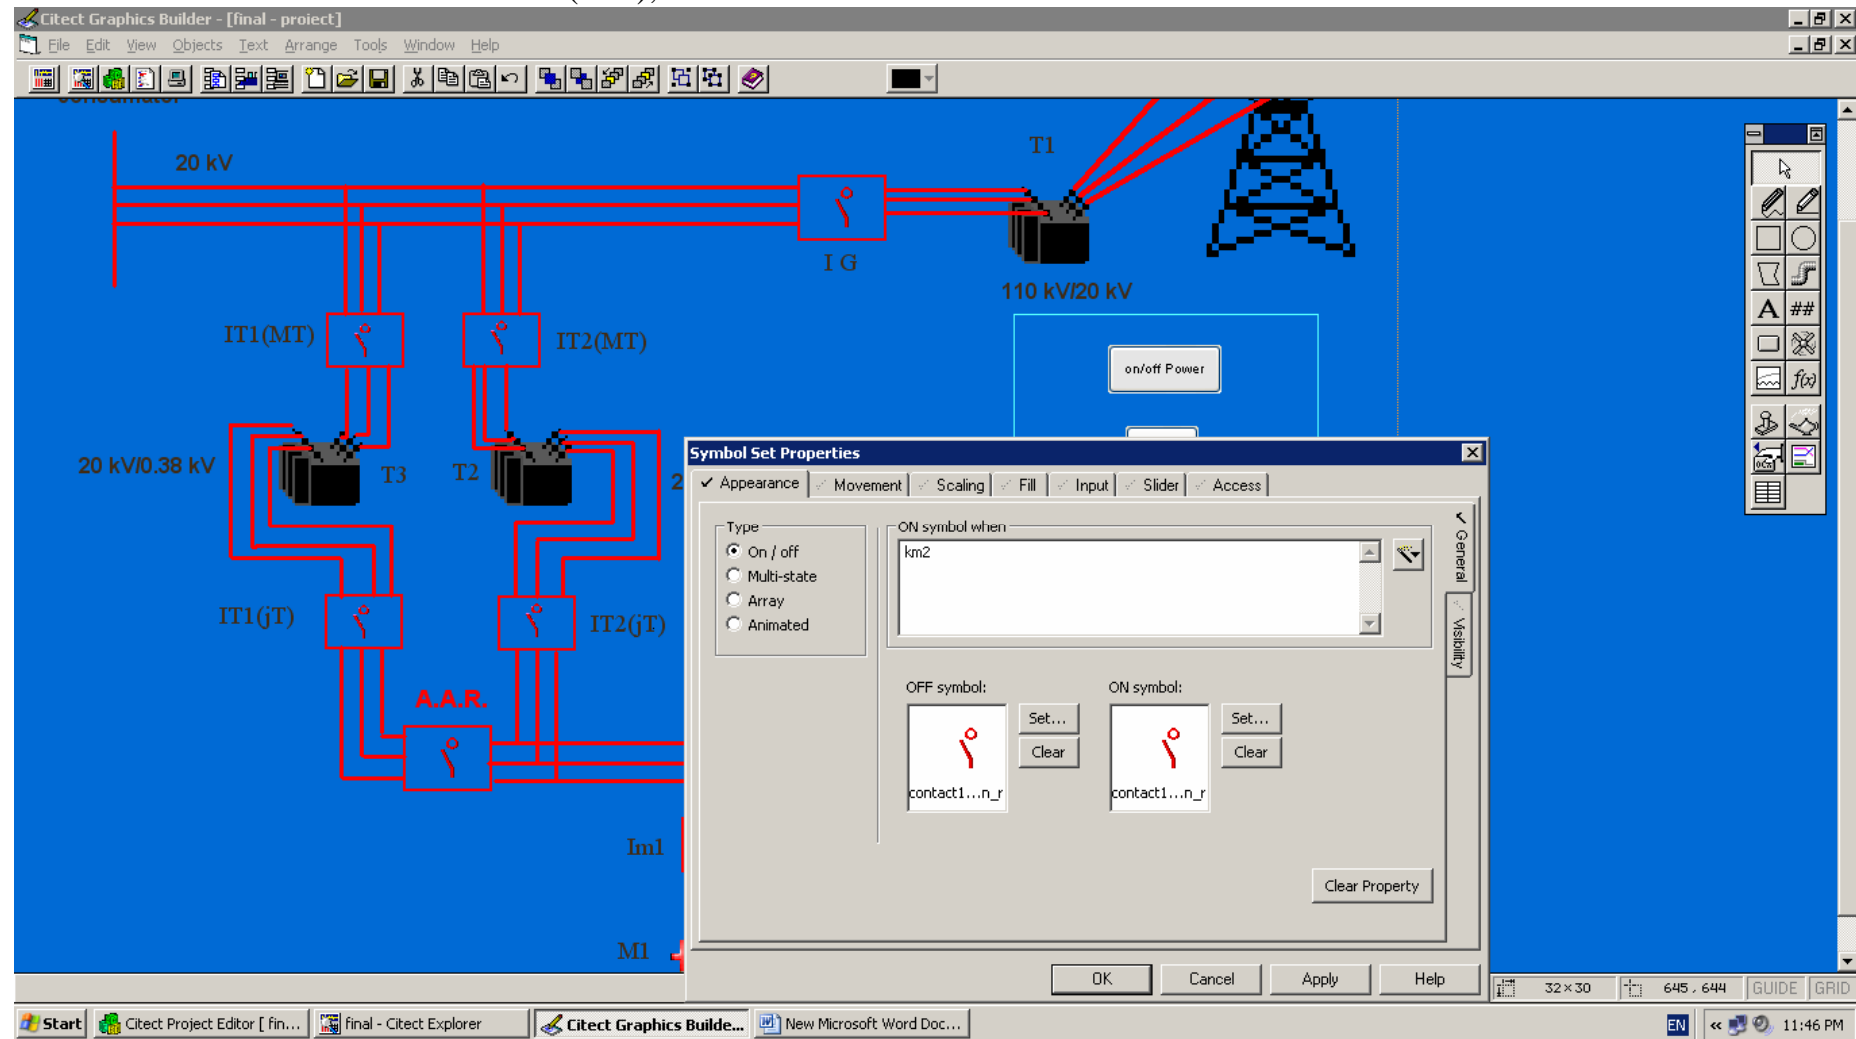 Citect Graphics Builder - [final - project]
File Edit View Objects Text Arrange Tools Window Help
20 kV
T1
I G
110 kV/20 kV
IT1(MT)
IT2(MT)
on/off Power
20 kV/0.38 kV
T3
T2
2
IT1(jT)
IT2(jT)
A.A.R.
Im1
M1
A ##
f(x)
Symbol Set Properties
Appearance Movement Scaling Fill Input Slider Access
Type
On / off
Multi-state
Array
Animated
ON symbol when
km2
General
Visibility
OFF symbol:
ON symbol:
Set...
Clear
Set...
Clear
contact1...n_r
contact1...n_r
Clear Property
OK Cancel Apply Help
32×30 645 , 644 GUIDE GRID
Start Citect Project Editor [ fin... final - Citect Explorer Citect Graphics Builde... New Microsoft Word Doc... EN « 11:46 PM